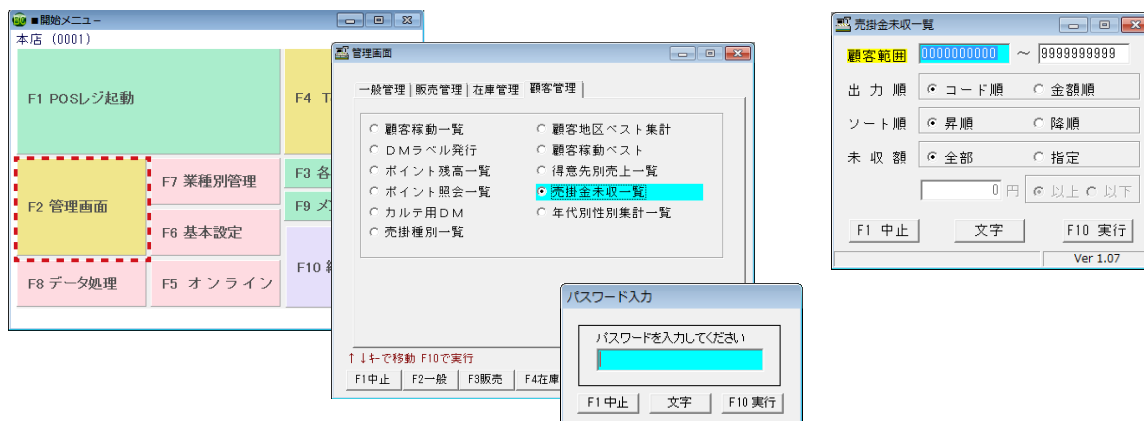 ■開始メニュー
本店 (0001)
F1 POSレジ起動
F4
F2 管理画面
F7 業種別管理
F3 各
F9
F6 基本設定
F10
F8 データ処理
F5 オンライン
管理画面
一般管理
販売管理
在庫管理
顧客管理
顧客稼動一覧
顧客地区ベスト集計
DMラベル発行
顧客稼動ベスト
ポイント残高一覧
得意先別売上一覧
ポイント照会一覧
売掛金未収一覧
カルテ用DM
年代別性別集計一覧
売掛種別一覧
↑↓キーで移動 F10で実行
F1中止
F2一般
F3販売
F4在庫
パスワード入力
パスワードを入力してください
F1 中止
文字
F10 実行
売掛金未収一覧
顧客範囲 0000000000 ～ 9999999999
出力順 コード順 金額順
ソート順 昇順 降順
未収額 全部 指定
0 円 以上 以下
F1 中止
文字
F10 実行
Ver 1.07